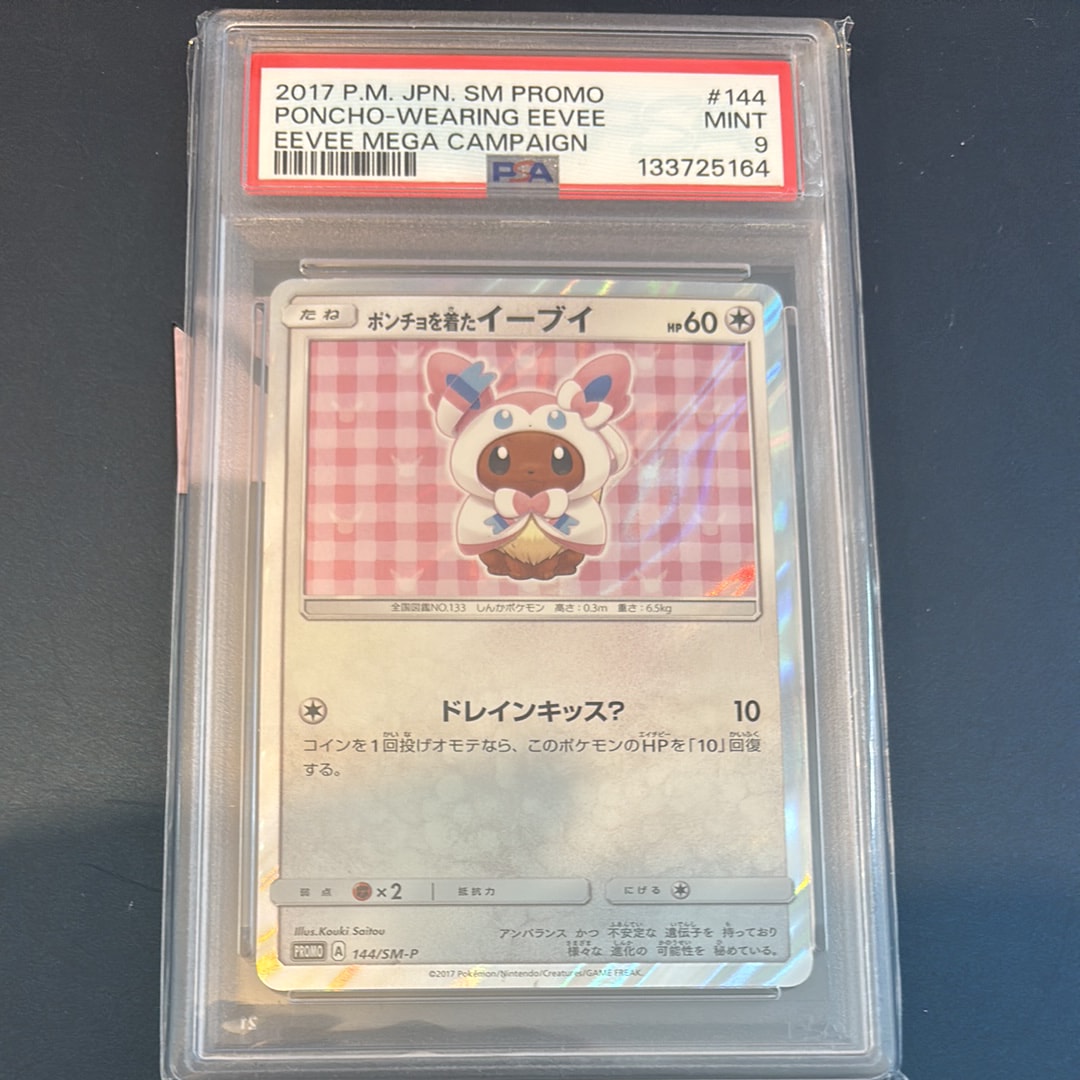 2017 P.M. JPN. SM PROMO #144
PONCHO-WEARING EEVEE MINT
EEVEE MEGA CAMPAIGN 9
PSA 133725164
たね ポンチョを着たイーブイ HP60
全国図鑑NO.133 しんかポケモン 高さ:0.3m 重さ:6.5kg
ドレインキッス? 10
コインを1回投げオモテなら、このポケモンのHPを「10」回復
する。
弱点 ×2 抵抗力 にげる
Illus.Kouki Saitou
アンバランス かつ 不安定な 遺伝子を 持っており
PROMO A 144/SM-P
様々な 進化の 可能性を 秘めている。
©2017 Pokémon/Nintendo/Creatures/GAME FREAK.